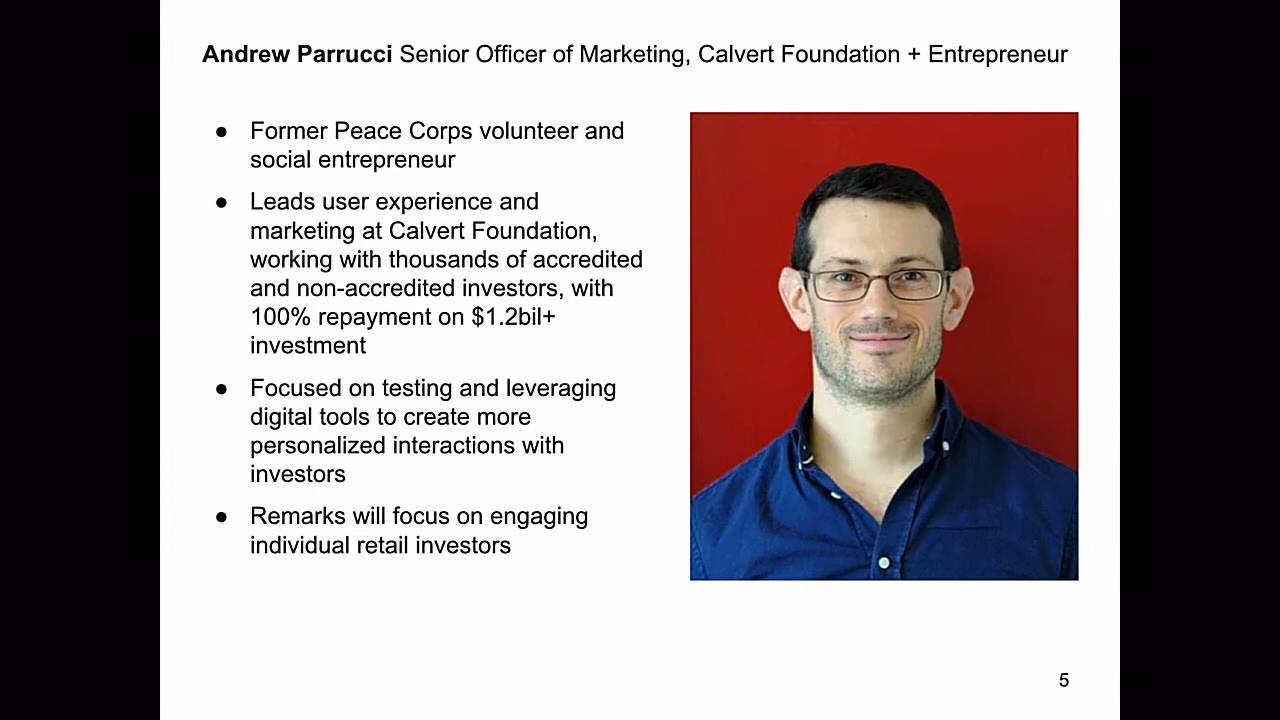 Andrew Parrucci Senior Officer of Marketing, Calvert Foundation + Entrepreneur
● Former Peace Corps volunteer and
social entrepreneur
● Leads user experience and
marketing at Calvert Foundation,
working with thousands of accredited
and non-accredited investors, with
100% repayment on $1.2bil+
investment
● Focused on testing and leveraging
digital tools to create more
personalized interactions with
investors
● Remarks will focus on engaging
individual retail investors
5